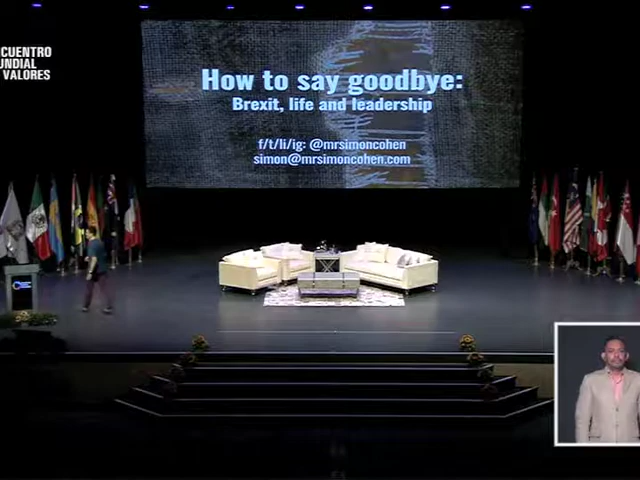 CUENTRO
UNDIAL
VALORES
How to say goodbye:
Brexit, life and leadership
f/t/li/ig: @mrsimoncohen
simon@mrsimoncohen.com